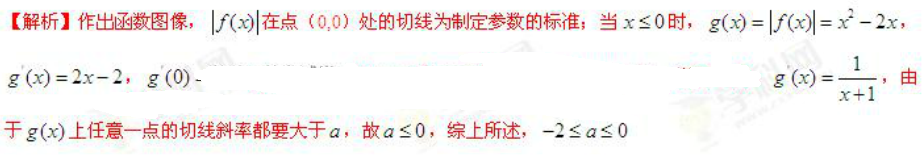 【解析】作出函数图像，|f(x)|在点（0,0）处的切线为制定参数的标准；当 x≤0时，g(x)=|f(x)|=x²−2x，
g'(x)=2x−2，g'(0) g'(x)=1/(x+1)，由
于 g(x)上任意一点的切线斜率都要大于a，故a≤0，综上所述，−2≤a≤0